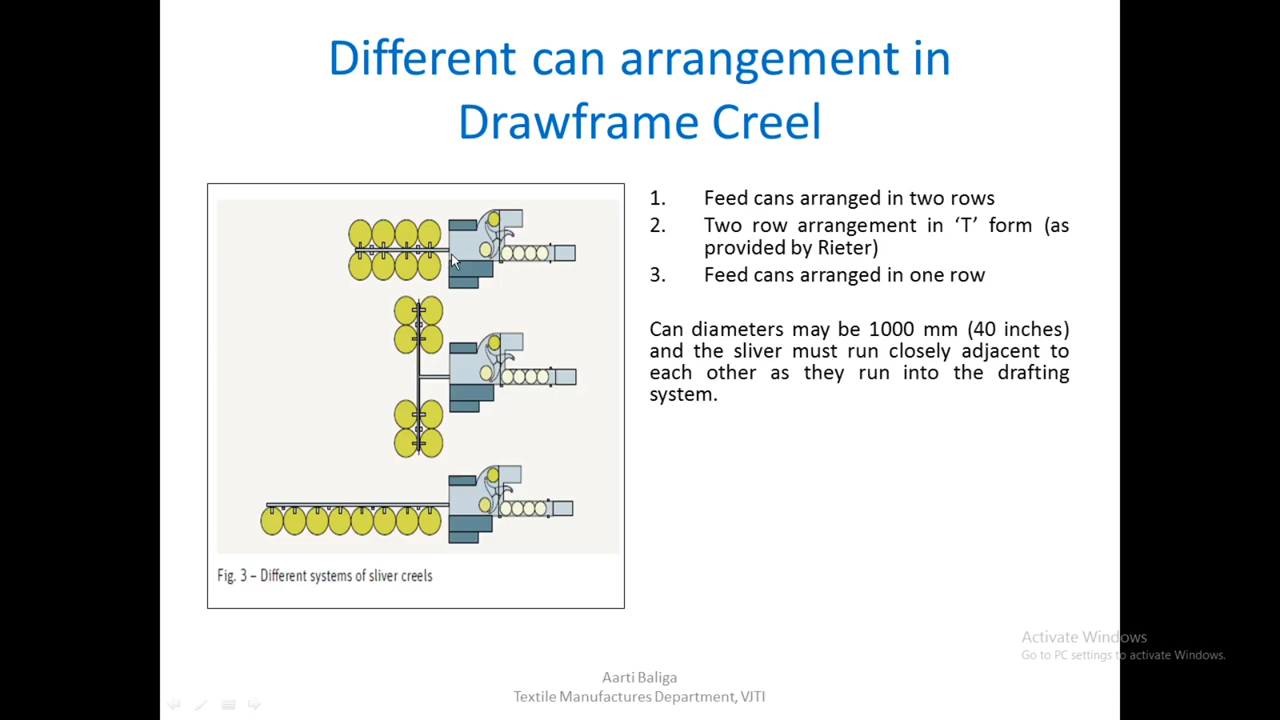 Different can arrangement in
Drawframe Creel
1. Feed cans arranged in two rows
2. Two row arrangement in ‘T’ form (as
provided by Rieter)
3. Feed cans arranged in one row
Can diameters may be 1000 mm (40 inches)
and the sliver must run closely adjacent to
each other as they run into the drafting
system.
Fig. 3 – Different systems of sliver creels
Activate Windows
Go to PC settings to activate Windows.
Aarti Baliga
Textile Manufactures Department, VJTI